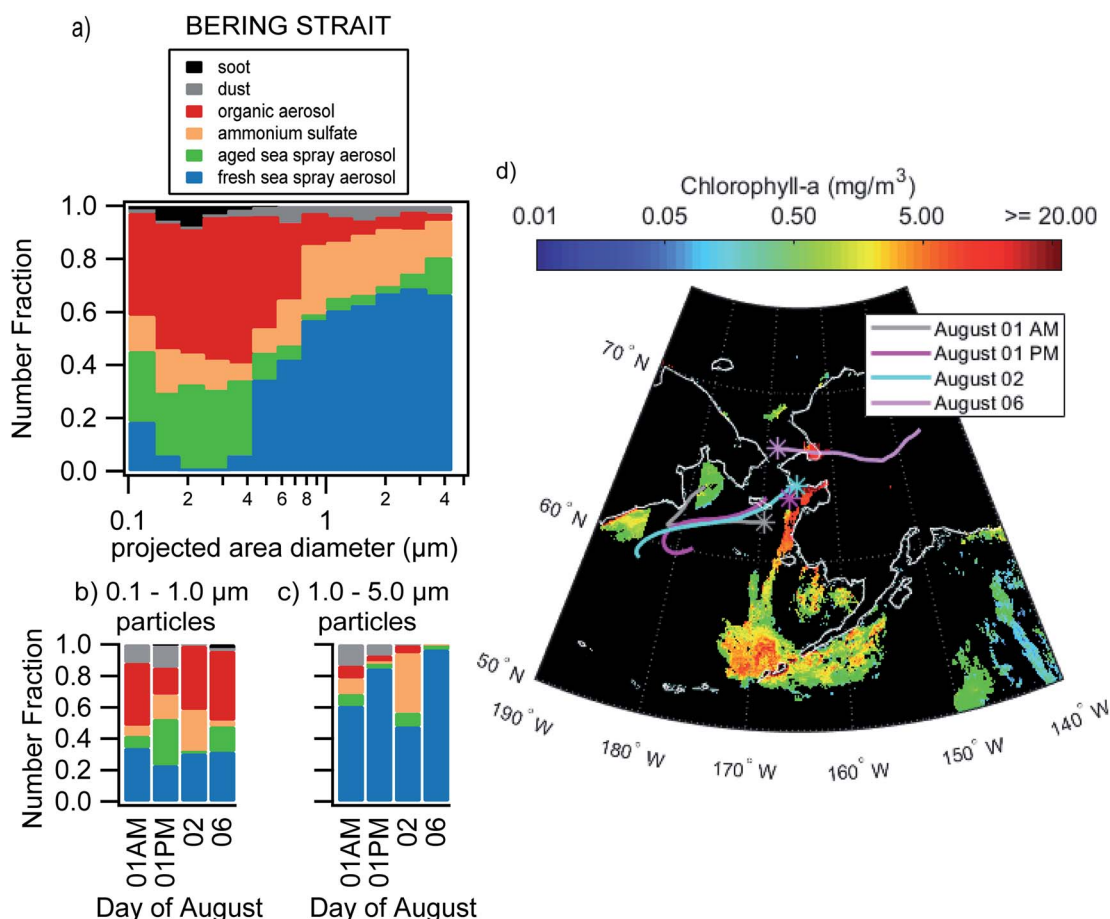 a)
BERING STRAIT
soot
dust
organic aerosol
ammonium sulfate
aged sea spray aerosol
fresh sea spray aerosol
Number Fraction
1.0
0.8
0.6
0.4
0.2
0.0
0.1
2
4
6
8
1
2
4
projected area diameter (µm)
b) 0.1 - 1.0 µm
particles
c) 1.0 - 5.0 µm
particles
Number Fraction
1.0
0.8
0.6
0.4
0.2
0.0
01AM
01PM
02
06
Day of August
01AM
01PM
02
06
Day of August
d)
Chlorophyll-a (mg/m³)
0.01
0.05
0.50
5.00
>= 20.00
August 01 AM
August 01 PM
August 02
August 06
70° N
60° N
50° N
190° W
180° W
170° W
160° W
150° W
140° W